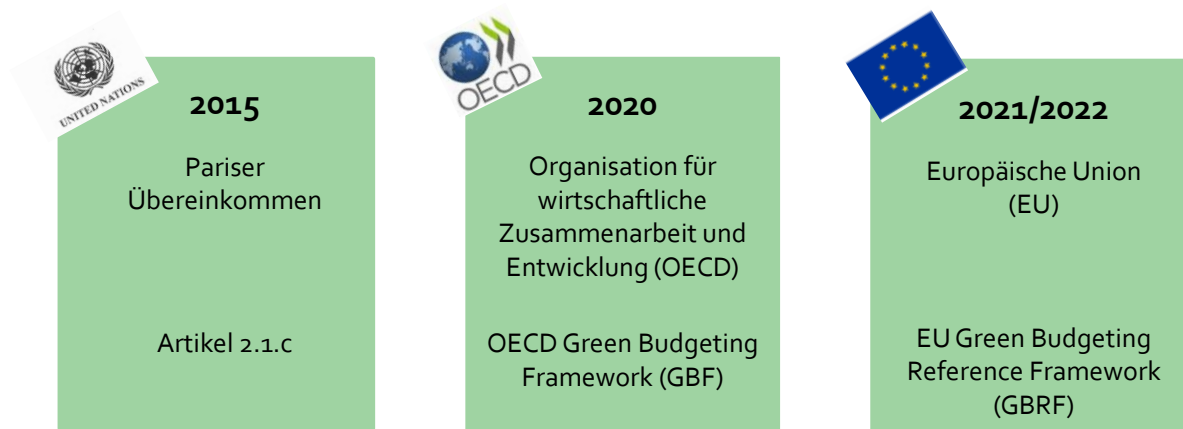 UNITED NATIONS
2015
Pariser
Übereinkommen
Artikel 2.1.c
OECD
2020
Organisation für
wirtschaftliche
Zusammenarbeit und
Entwicklung (OECD)
OECD Green Budgeting
Framework (GBF)
2021/2022
Europäische Union
(EU)
EU Green Budgeting
Reference Framework
(GBRF)